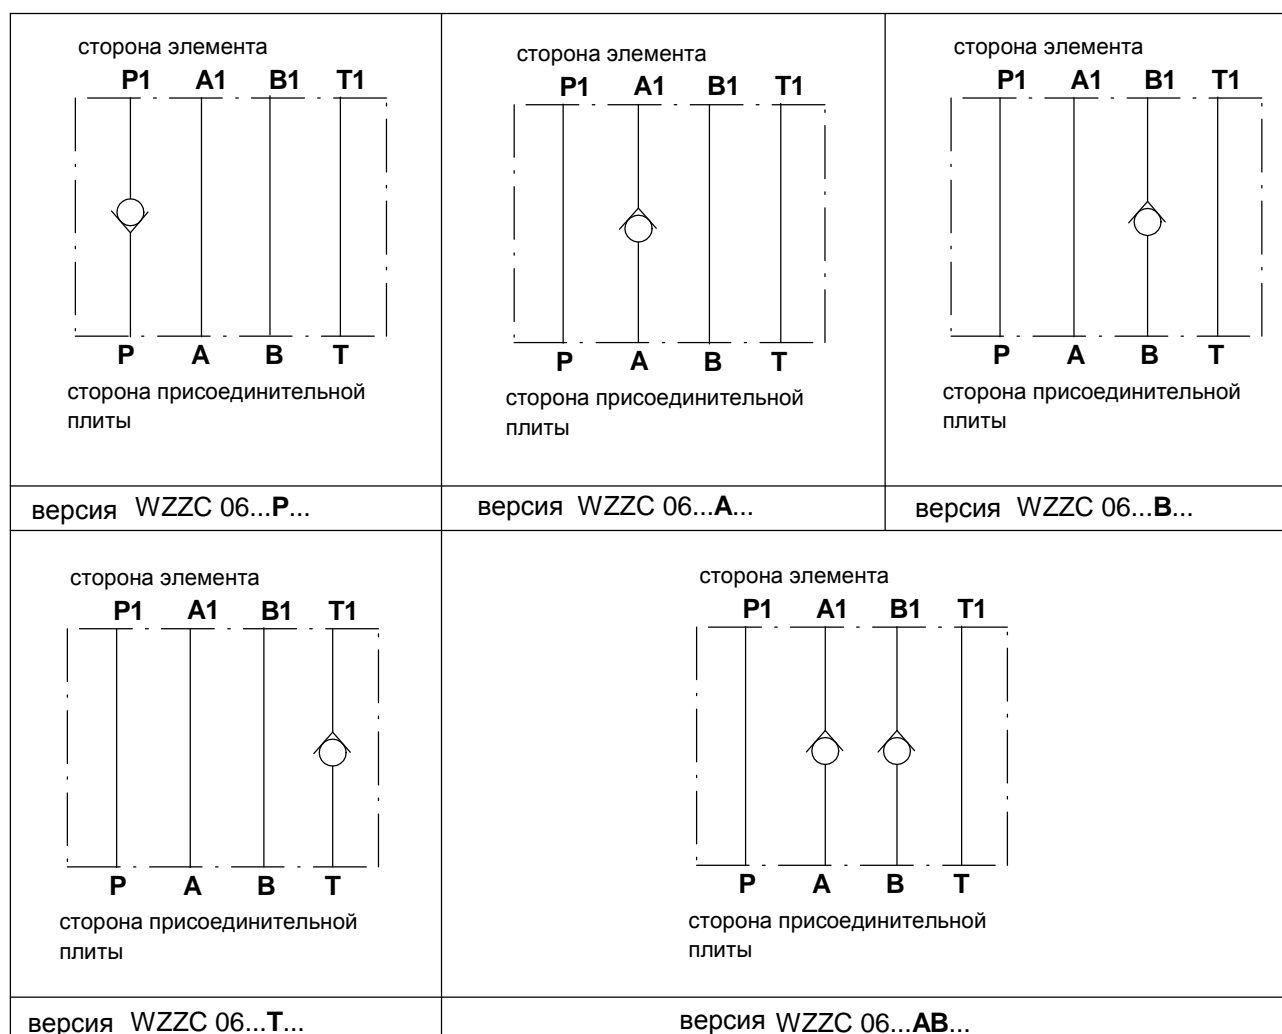 сторона элемента
P1 A1 B1 T1
P A B T
сторона присоединительной
плиты
версия WZZC 06...P...
сторона элемента
P1 A1 B1 T1
P A B T
сторона присоединительной
плиты
версия WZZC 06...A...
сторона элемента
P1 A1 B1 T1
P A B T
сторона присоединительной
плиты
версия WZZC 06...B...
сторона элемента
P1 A1 B1 T1
P A B T
сторона присоединительной
плиты
версия WZZC 06...T...
сторона элемента
P1 A1 B1 T1
P A B T
сторона присоединительной
плиты
версия WZZC 06...AB...